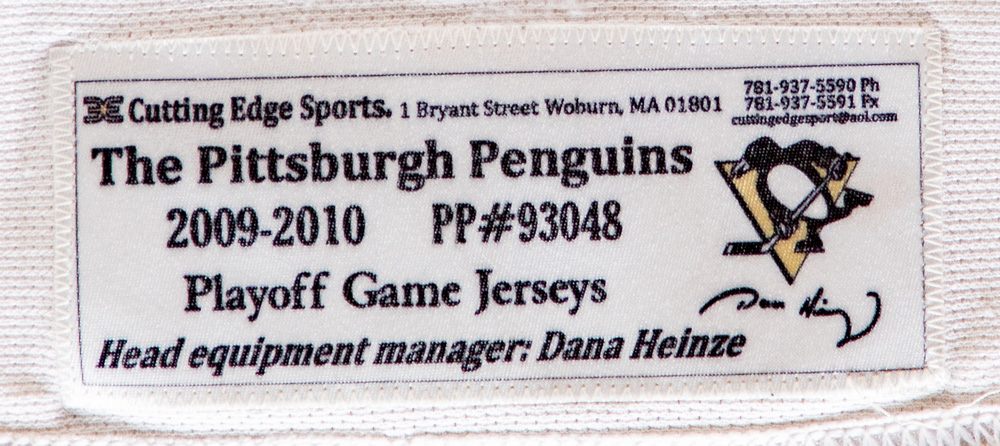 Cutting Edge Sports. 1 Bryant Street Woburn, MA 01801
781-937-5590 Ph
781-937-5591 Fx
cuttingedgesport@aol.com
The Pittsburgh Penguins
2009-2010 PP#93048
Playoff Game Jerseys
Head equipment manager: Dana Heinze